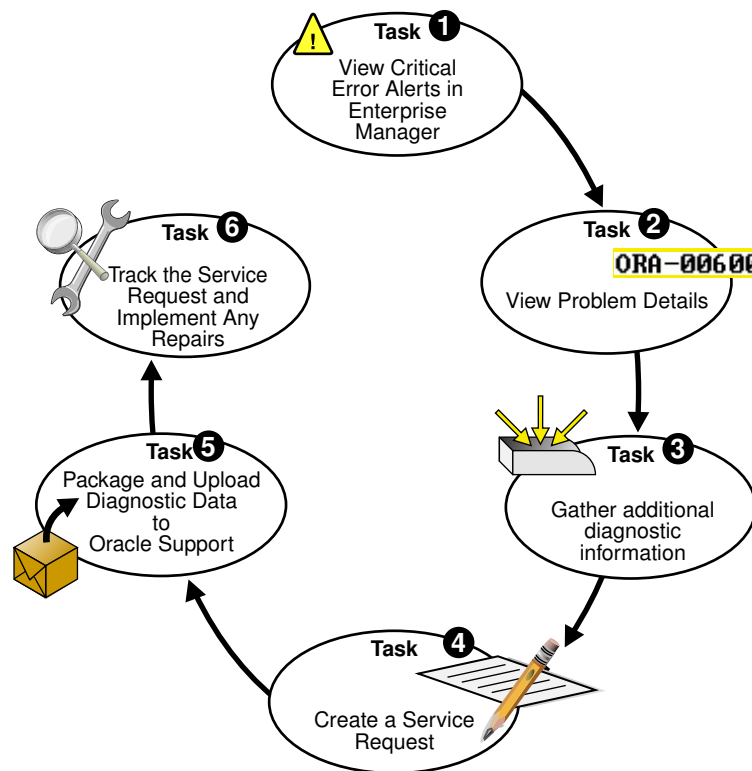 Task 1
!
View Critical
Error Alerts in
Enterprise
Manager
Task 2
ORA-00600
View Problem Details
Task 3
Gather additional
diagnostic
information
Task 4
Create a Service
Request
Task 5
Package and Upload
Diagnostic Data
to
Oracle Support
Task 6
Track the Service
Request and
Implement Any
Repairs